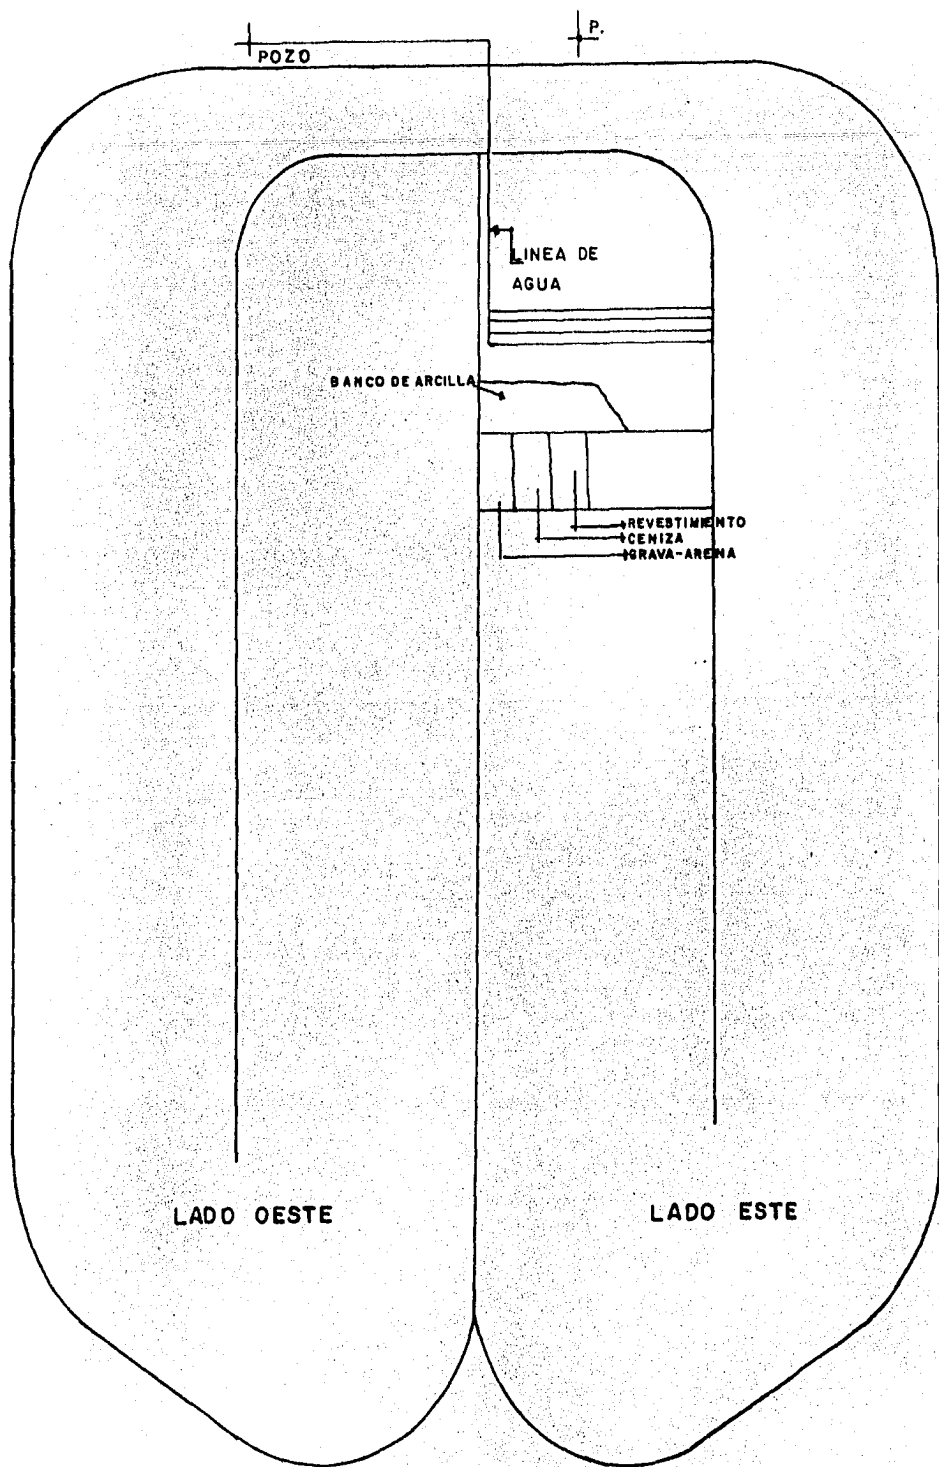 P.
POZO
LINEA DE
AGUA
BANCO DE ARCILLA
REVESTIMIENTO
CENIZA
GRAVA-ARENA
LADO OESTE
LADO ESTE